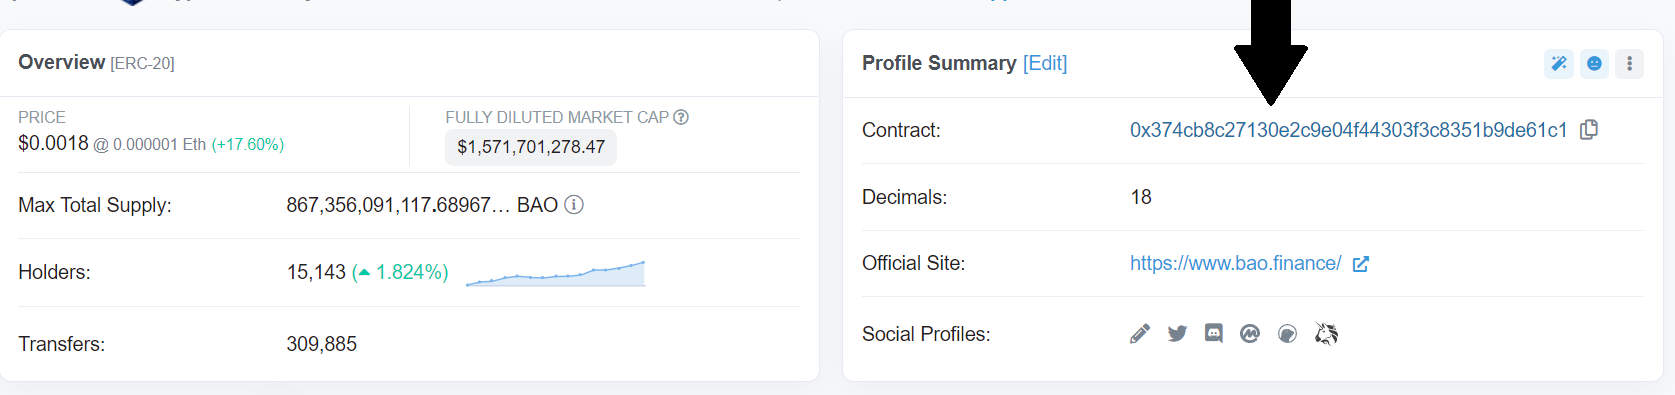 Overview [ERC-20]
PRICE
$0.0018 @ 0.000001 Eth (+17.60%)
FULLY DILUTED MARKET CAP
$1,571,701,278.47
Max Total Supply: 867,356,091,117.68967... BAO
Holders: 15,143 (1.824%)
Transfers: 309,885
Profile Summary [Edit]
Contract: 0x374cb8c27130e2c9e04f44303f3c8351b9de61c1
Decimals: 18
Official Site: https://www.bao.finance/
Social Profiles: